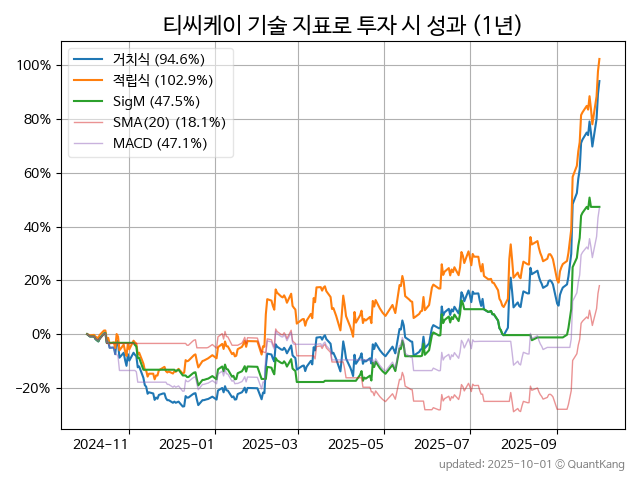 티씨케이 기술 지표로 투자 시 성과 (1년)
거치식 (94.6%)
적립식 (102.9%)
SigM (47.5%)
SMA(20) (18.1%)
MACD (47.1%)
100%
80%
60%
40%
20%
0%
−20%
2024-11 2025-01 2025-03 2025-05 2025-07 2025-09
updated: 2025-10-01 © QuantKang